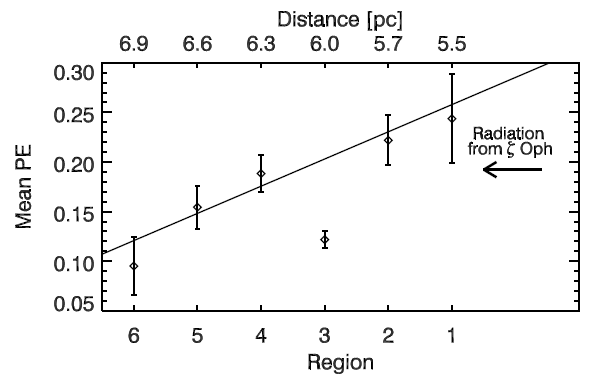 Distance [pc]
6.9 6.6 6.3 6.0 5.7 5.5
0.30
0.25
0.20
0.15
0.10
0.05
Mean PE
Radiation
from ζ Oph
6 5 4 3 2 1
Region